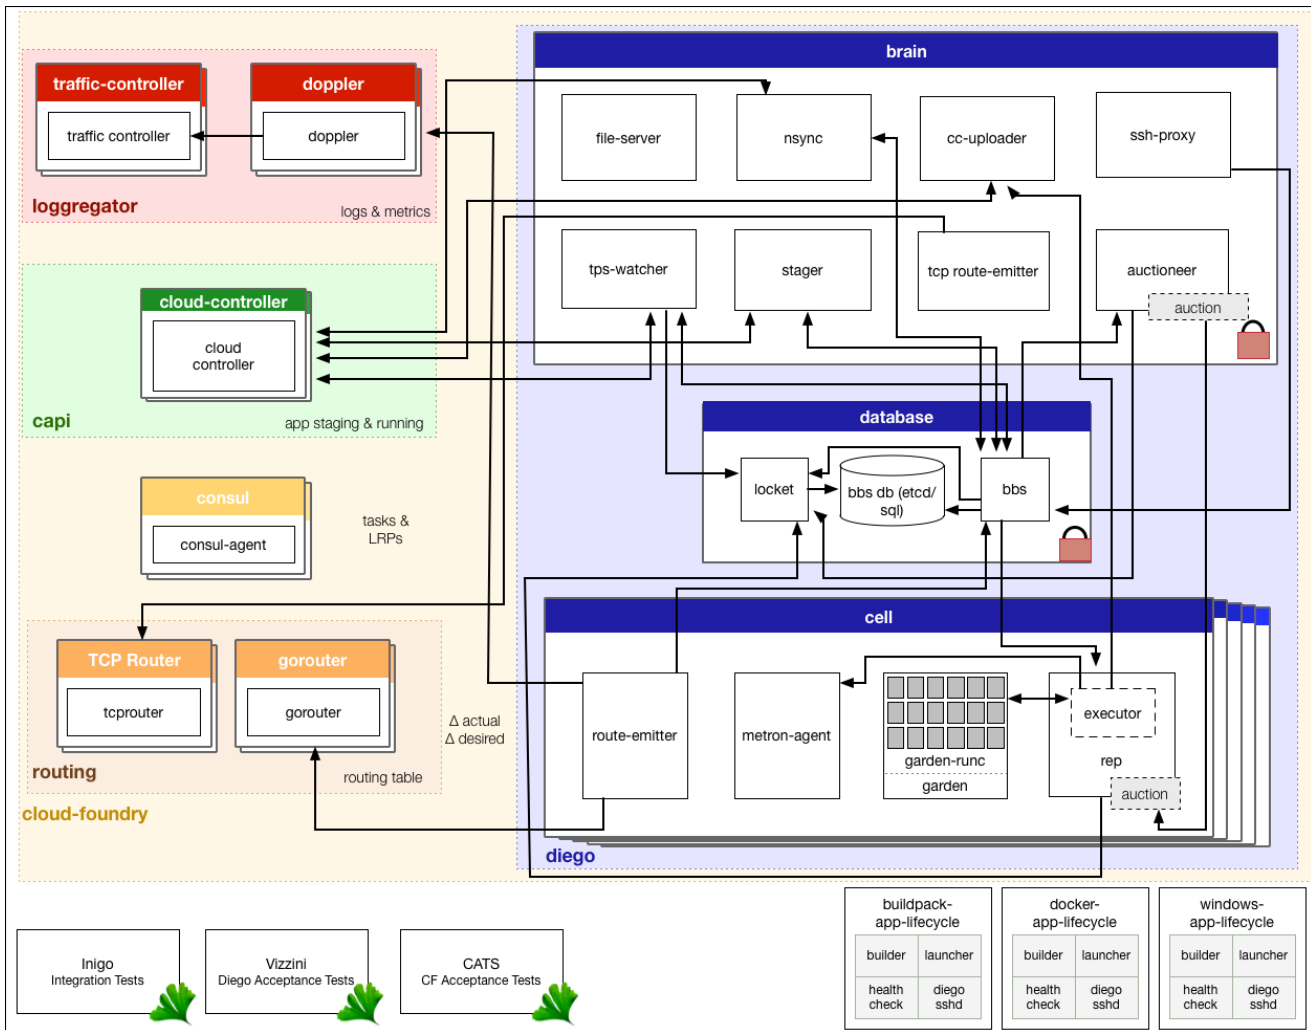 brain
traffic-controller
doppler
traffic controller
doppler
loggregator
logs & metrics
file-server
nsync
cc-uploader
ssh-proxy
tps-watcher
stager
tcp route-emitter
auctioneer
auction
cloud-controller
cloud
controller
capi
app staging & running
database
locket
bbs db (etcd/
sql)
bbs
consul
consul-agent
tasks &
LRPs
cell
TCP Router
gorouter
tcprouter
gorouter
routing
routing table
Δ actual
Δ desired
route-emitter
metron-agent
garden-runc
garden
executor
rep
auction
cloud-foundry
diego
Inigo
Integration Tests
Vizzini
Diego Acceptance Tests
CATS
CF Acceptance Tests
buildpack-
app-lifecycle
builder
launcher
health
check
diego
sshd
docker-
app-lifecycle
builder
launcher
health
check
diego
sshd
windows-
app-lifecycle
builder
launcher
health
check
diego
sshd